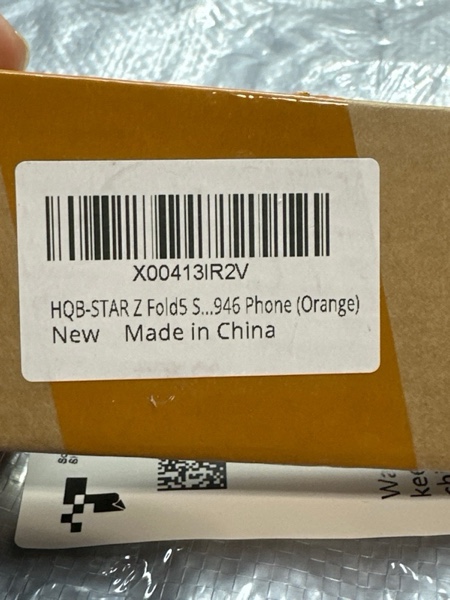 X00413IR2V
HQB-STAR Z Fold5 S...946 Phone (Orange)
New Made in China